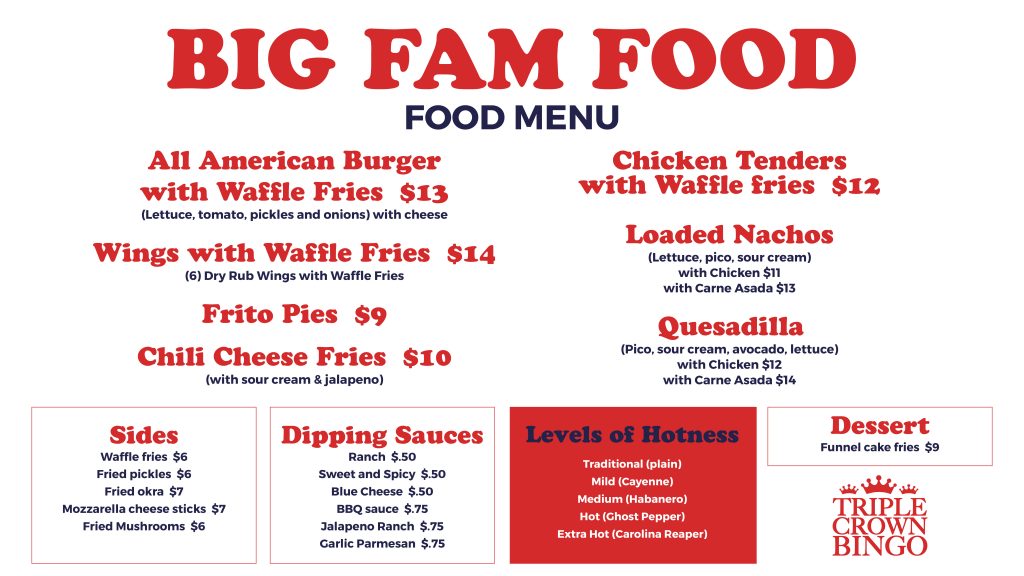 BIG FAM FOOD
FOOD MENU
All American Burger
with Waffle Fries $13
(Lettuce, tomato, pickles and onions) with cheese
Wings with Waffle Fries $14
(6) Dry Rub Wings with Waffle Fries
Frito Pies $9
Chili Cheese Fries $10
(with sour cream & jalapeno)
Chicken Tenders
with Waffle fries $12
Loaded Nachos
(Lettuce, pico, sour cream)
with Chicken $11
with Carne Asada $13
Quesadilla
(Pico, sour cream, avocado, lettuce)
with Chicken $12
with Carne Asada $14
Sides
Waffle fries $6
Fried pickles $6
Fried okra $7
Mozzarella cheese sticks $7
Fried Mushrooms $6
Dipping Sauces
Ranch $.50
Sweet and Spicy $.50
Blue Cheese $.50
BBQ sauce $.75
Jalapeno Ranch $.75
Garlic Parmesan $.75
Levels of Hotness
Traditional (plain)
Mild (Cayenne)
Medium (Habanero)
Hot (Ghost Pepper)
Extra Hot (Carolina Reaper)
Dessert
Funnel cake fries $9
TRIPLE
CROWN
BINGO